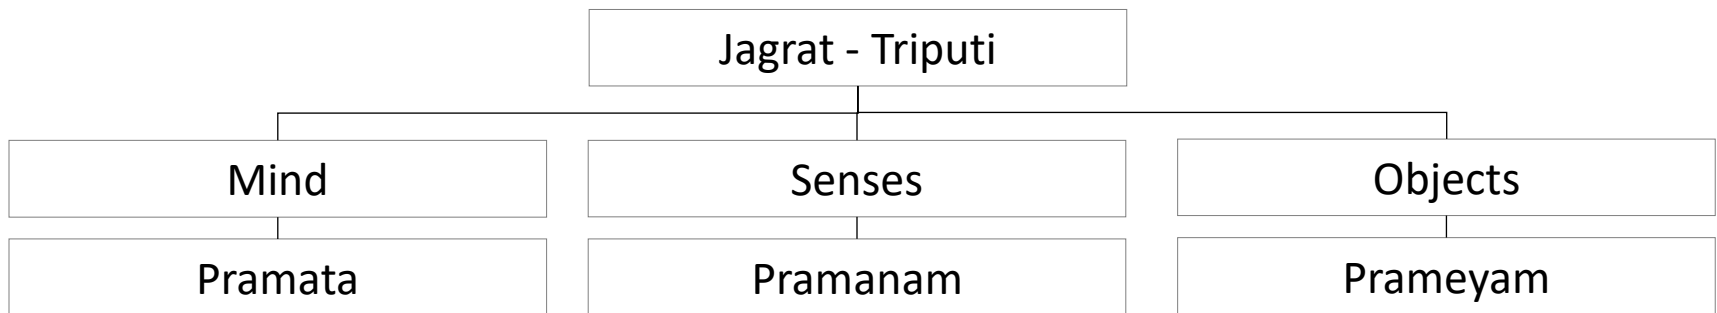 Jagrat - Triputi
Mind
Senses
Objects
Pramata
Pramanam
Prameyam